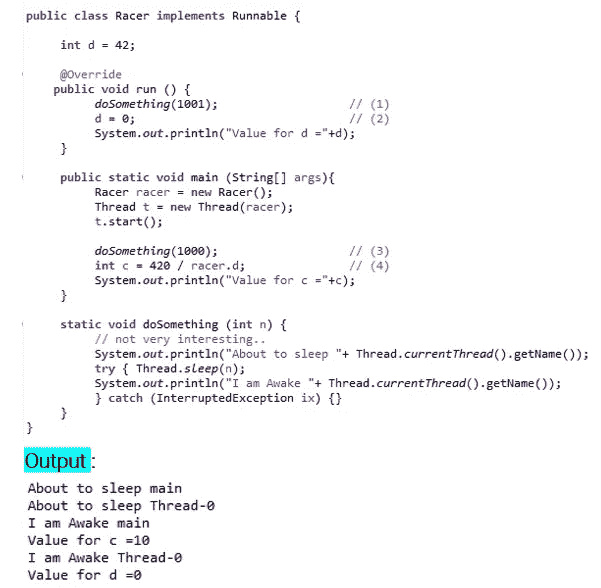 public class Racer implements Runnable {
int d = 42;
@Override
public void run () {
doSomething(1001); // (1)
d = 0; // (2)
System.out.println("Value for d ="+d);
}
public static void main (String[] args){
Racer racer = new Racer();
Thread t = new Thread(racer);
t.start();
doSomething(1000); // (3)
int c = 420 / racer.d; // (4)
System.out.println("Value for c ="+c);
}
static void doSomething (int n) {
// not very interesting..
System.out.println("About to sleep "+ Thread.currentThread().getName());
try { Thread.sleep(n);
System.out.println("I am Awake "+ Thread.currentThread().getName());
} catch (InterruptedException ix) {}
}
}
Output:
About to sleep main
About to sleep Thread-0
I am Awake main
Value for c =10
I am Awake Thread-0
Value for d =0